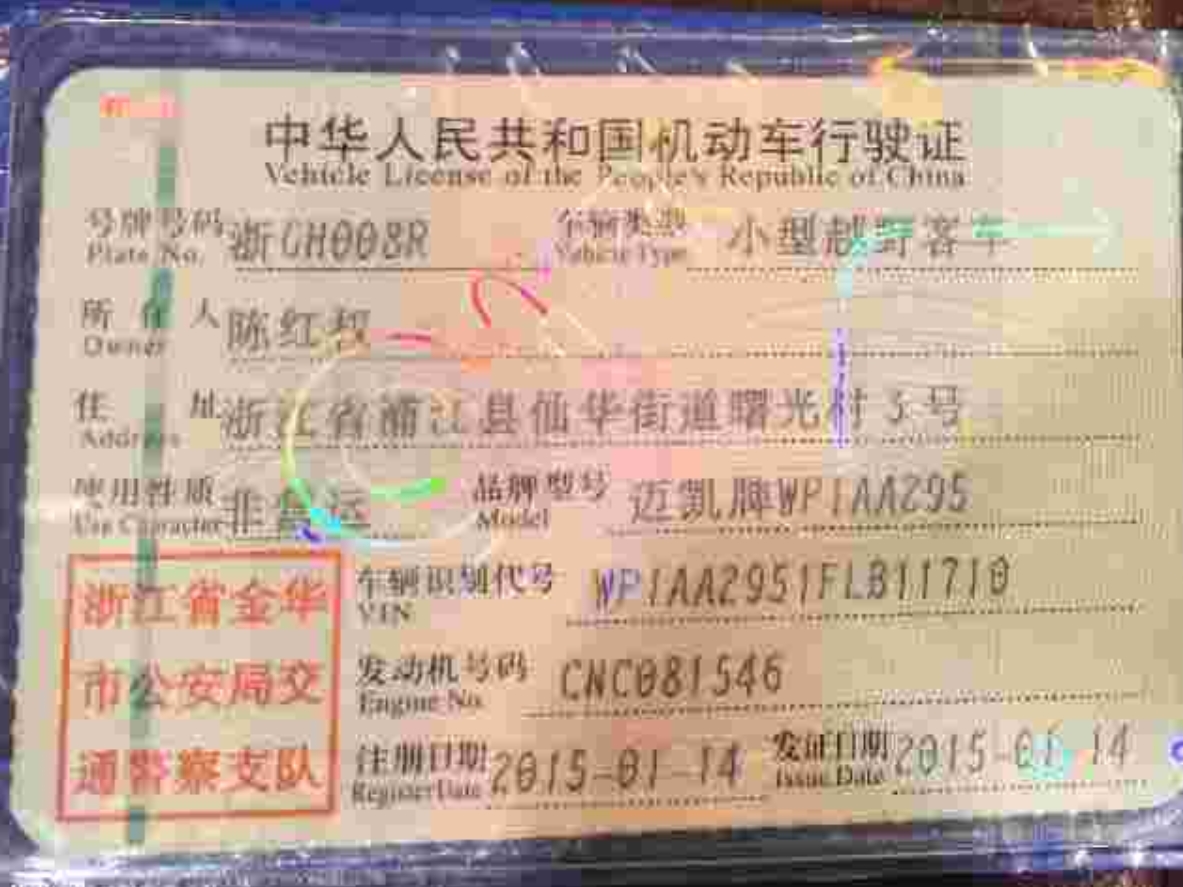 中华人民共和国机动车行驶证
Vehicle License of the People's Republic of China
号牌号码 浙GH008R 车辆类型 小型越野客车
Plate No. Vehicle Type
所有人 陈红权
Owner
住址 浙江省浦江县仙华街道曙光村5号
Address
使用性质 非营运 品牌型号 迈凯牌WP1AA295
Use Character Model
浙江省金华
市公安局交
通警察支队
车辆识别代号 WP1AA2951FLB11710
VIN
发动机号码 CNC081546
Engine No.
注册日期 2015-01-14 发证日期 2015-01-14
Register Date Issue Date